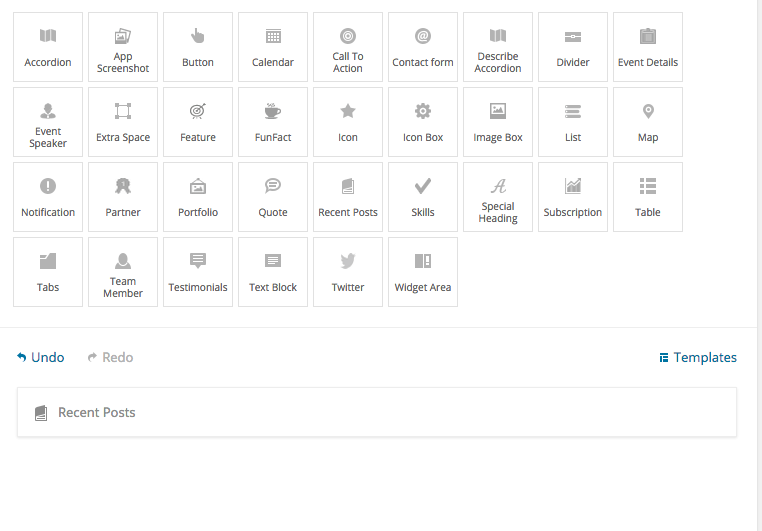 Accordion
App
Screenshot
Button
Calendar
Call To
Action
Contact form
Describe
Accordion
Divider
Event Details
Event
Speaker
Extra Space
Feature
FunFact
Icon
Icon Box
Image Box
List
Map
Notification
Partner
Portfolio
Quote
Recent Posts
Skills
Special
Heading
Subscription
Table
Tabs
Team
Member
Testimonials
Text Block
Twitter
Widget Area
Undo
Redo
Templates
Recent Posts